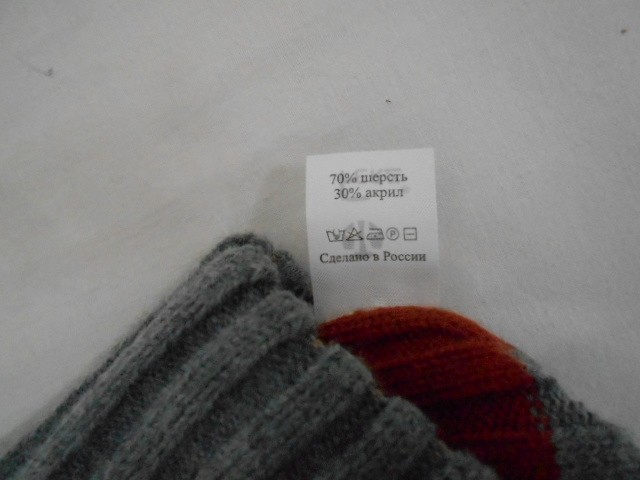 70% шерсть
30% акрил
P
Сделано в России